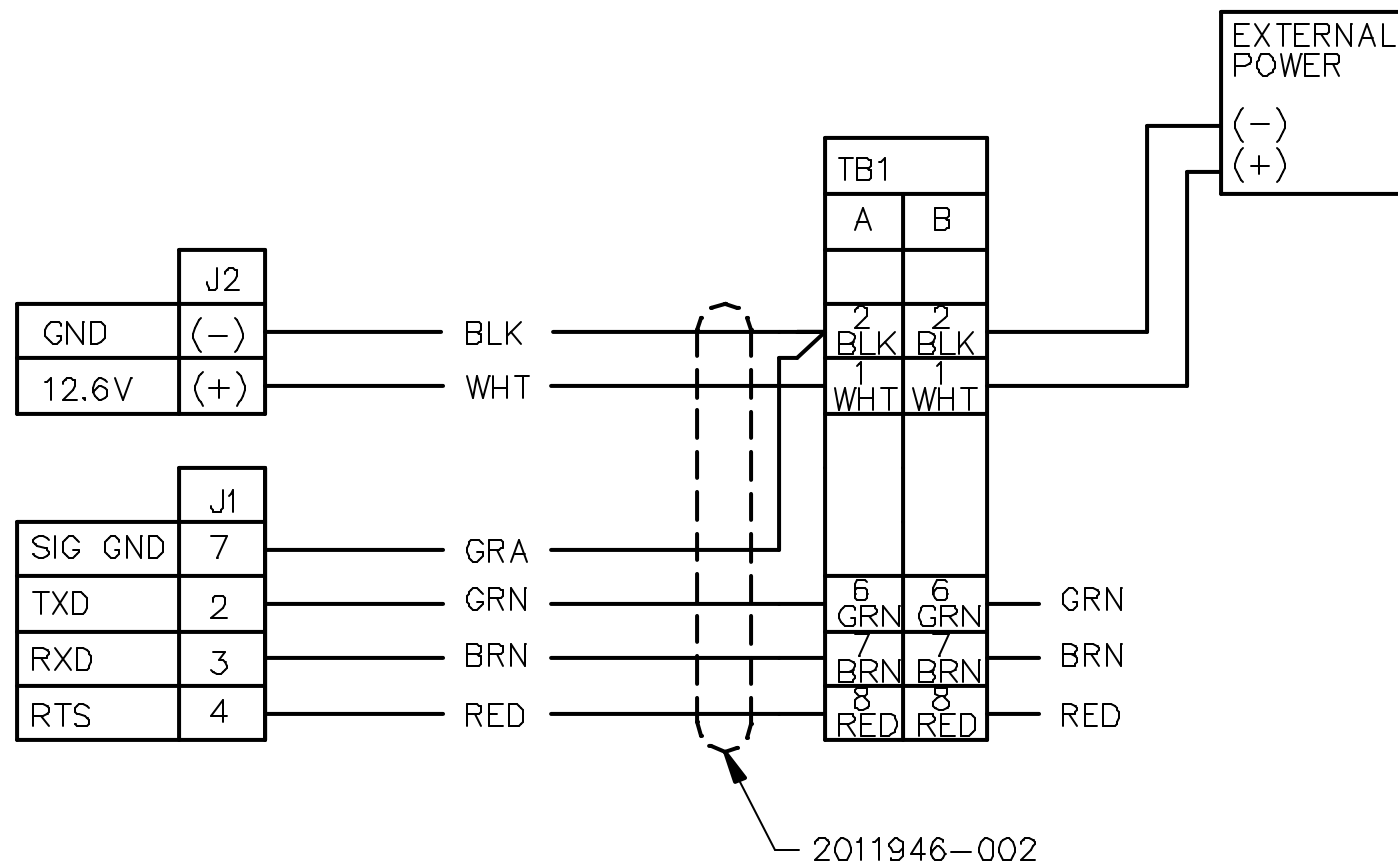 EXTERNAL
POWER
(-)
(+)
TB1
A B
J2
GND (-) BLK 2 2
BLK BLK
12.6V (+) WHT 1 1
WHT WHT
J1
SIG GND 7 GRA
TXD 2 GRN 6 6 GRN
GRN GRN
RXD 3 BRN 7 7 BRN
BRN BRN
RTS 4 RED 8 8 RED
RED RED
2011946-002